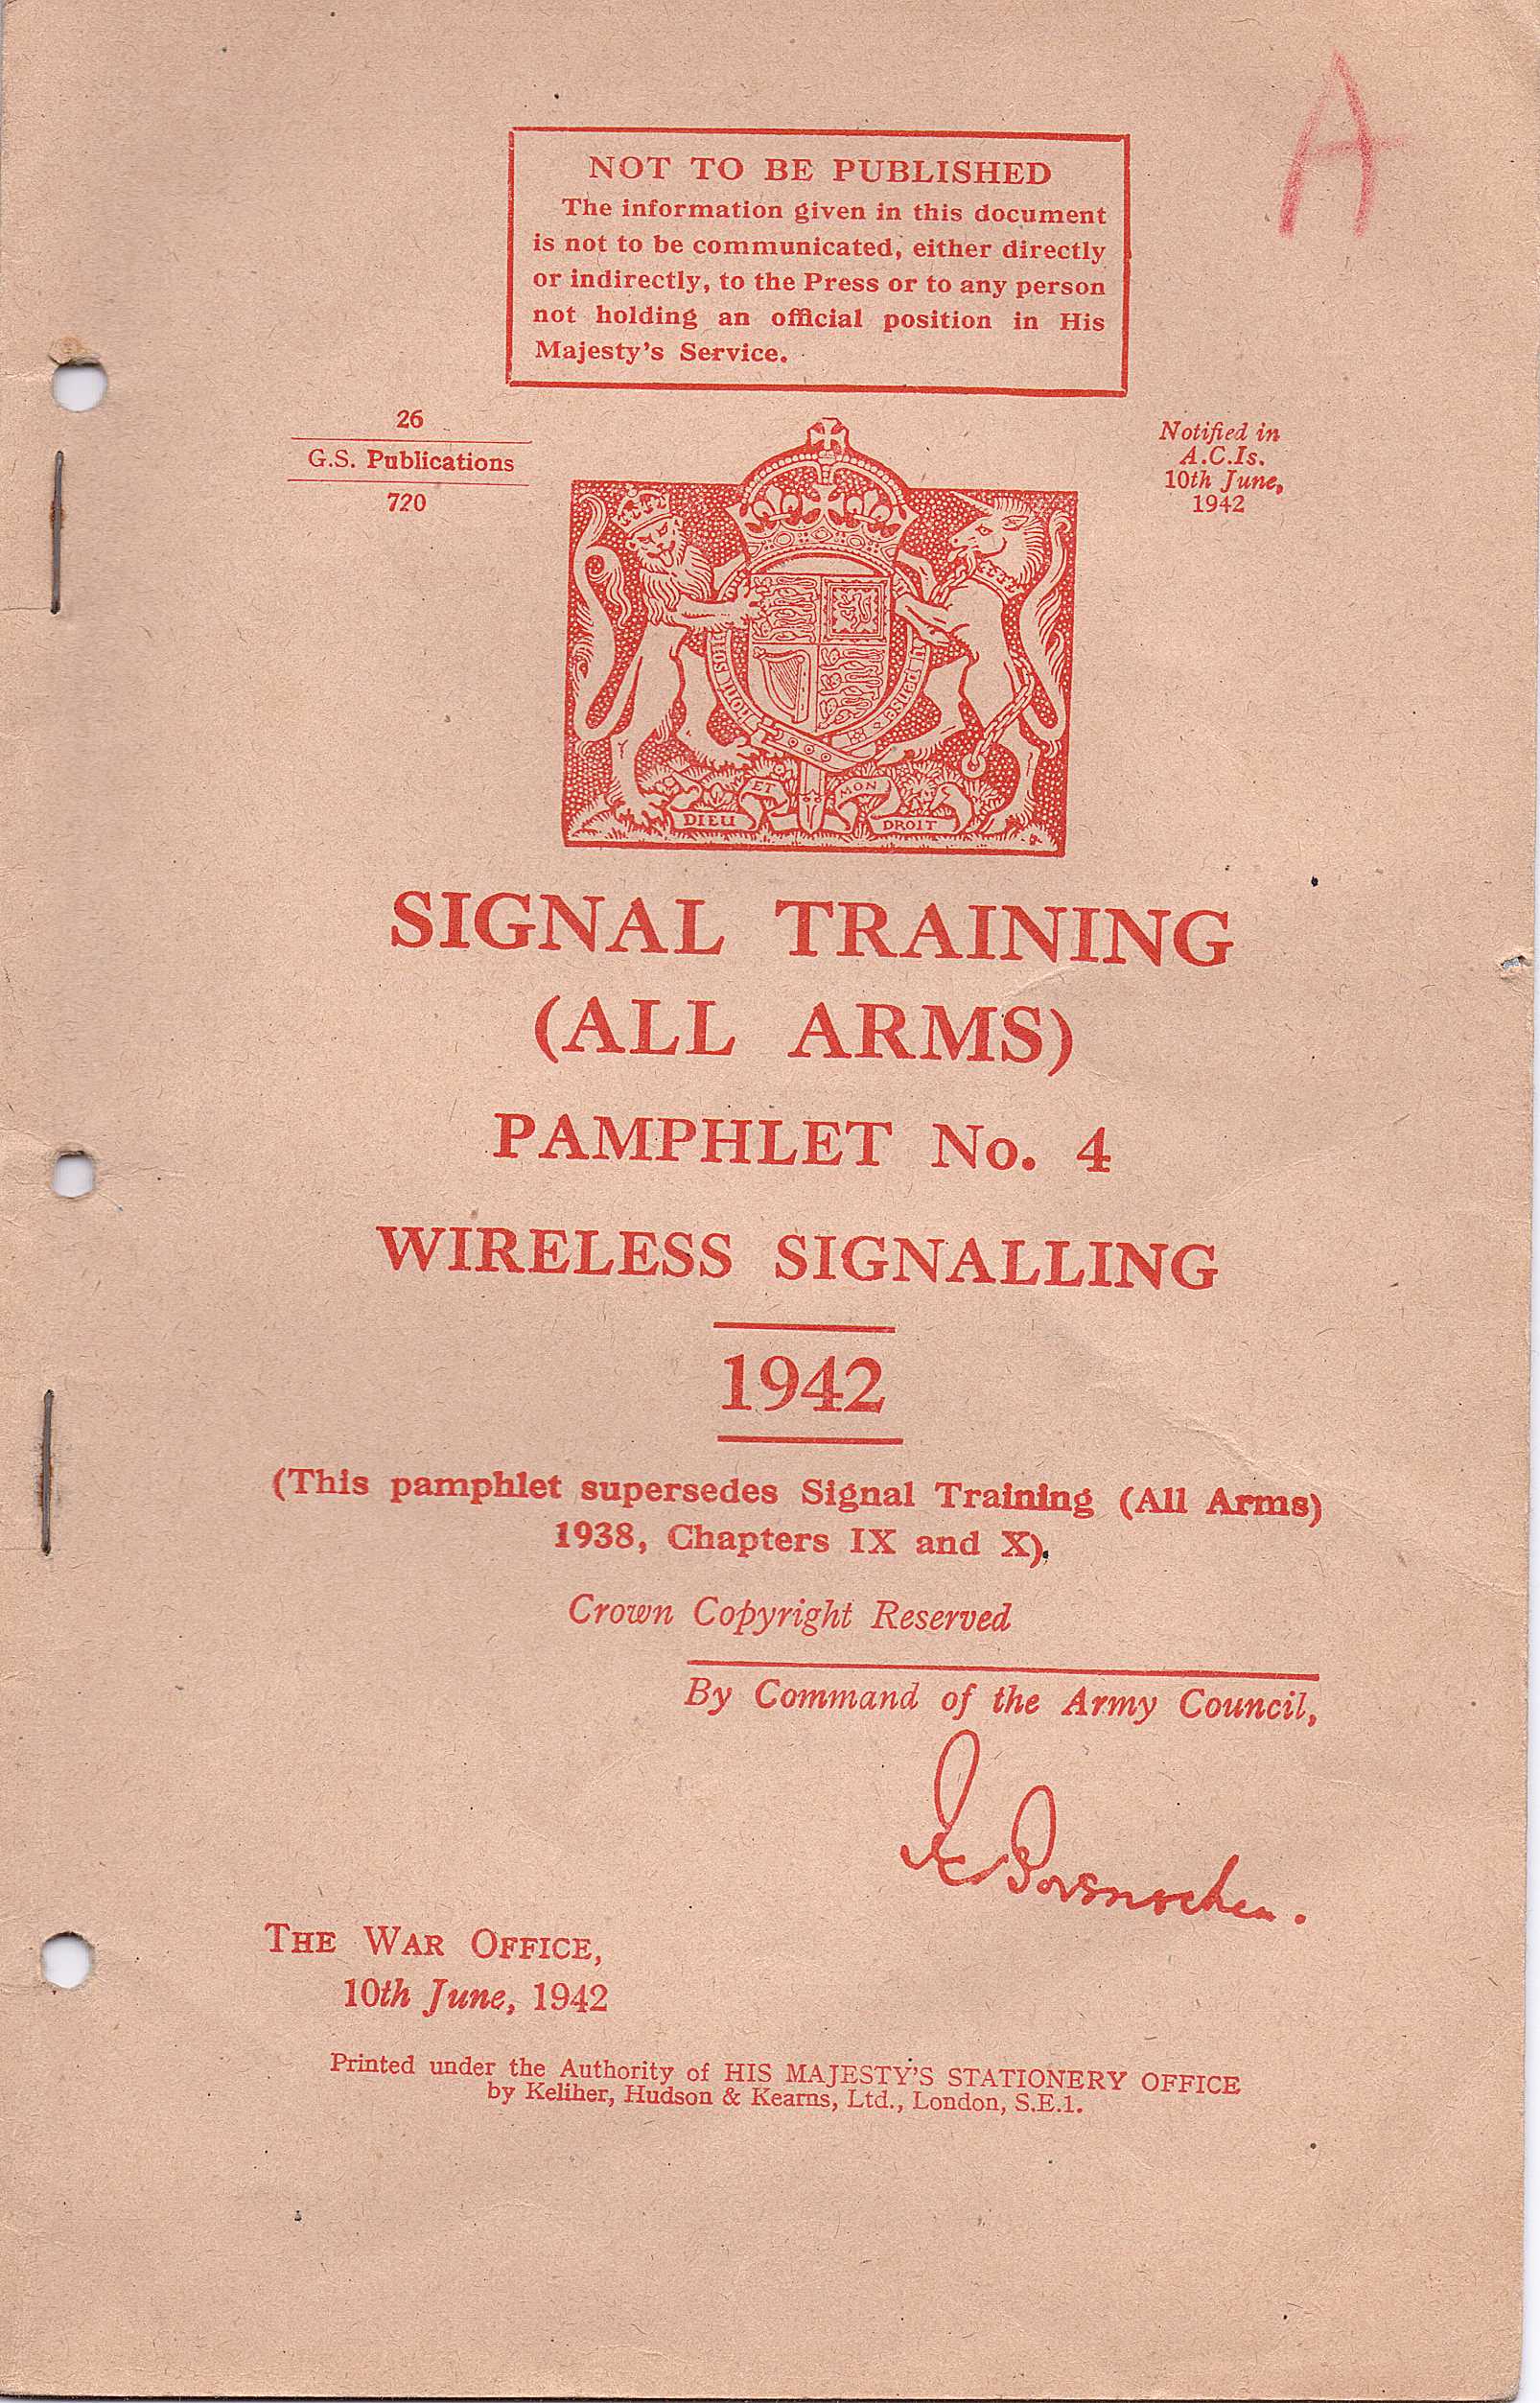 A
NOT TO BE PUBLISHED
The information given in this document
is not to be communicated, either directly
or indirectly, to the Press or to any person
not holding an official position in His
Majesty's Service.
26
G.S. Publications
720
Notified in
A.C.Is.
10th June,
1942
HONI SOIT
DIEU ET MON DROIT
SIGNAL TRAINING
(ALL ARMS)
PAMPHLET No. 4
WIRELESS SIGNALLING
1942
(This pamphlet supersedes Signal Training (All Arms)
1938, Chapters IX and X).
Crown Copyright Reserved
By Command of the Army Council,
THE WAR OFFICE,
10th June, 1942
Printed under the Authority of HIS MAJESTY'S STATIONERY OFFICE
by Keliher, Hudson & Kearns, Ltd., London, S.E.1.